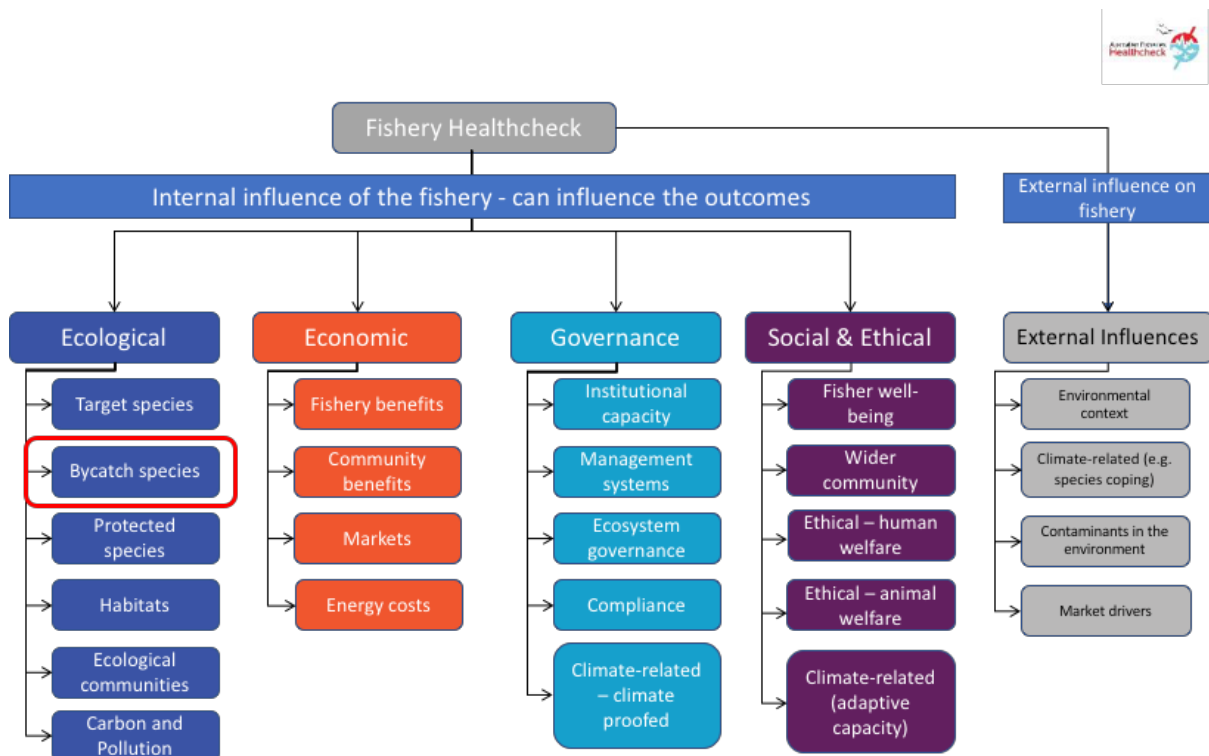 Australian Fisheries
Healthcheck
Fishery Healthcheck
Internal influence of the fishery - can influence the outcomes
External influence on
fishery
Ecological
Target species
Bycatch species
Protected
species
Habitats
Ecological
communities
Carbon and
Pollution
Economic
Fishery benefits
Community
benefits
Markets
Energy costs
Governance
Institutional
capacity
Management
systems
Ecosystem
governance
Compliance
Climate-related
– climate
proofed
Social & Ethical
Fisher well-
being
Wider
community
Ethical – human
welfare
Ethical – animal
welfare
Climate-related
(adaptive
capacity)
External Influences
Environmental
context
Climate-related (e.g.
species coping)
Contaminants in the
environment
Market drivers